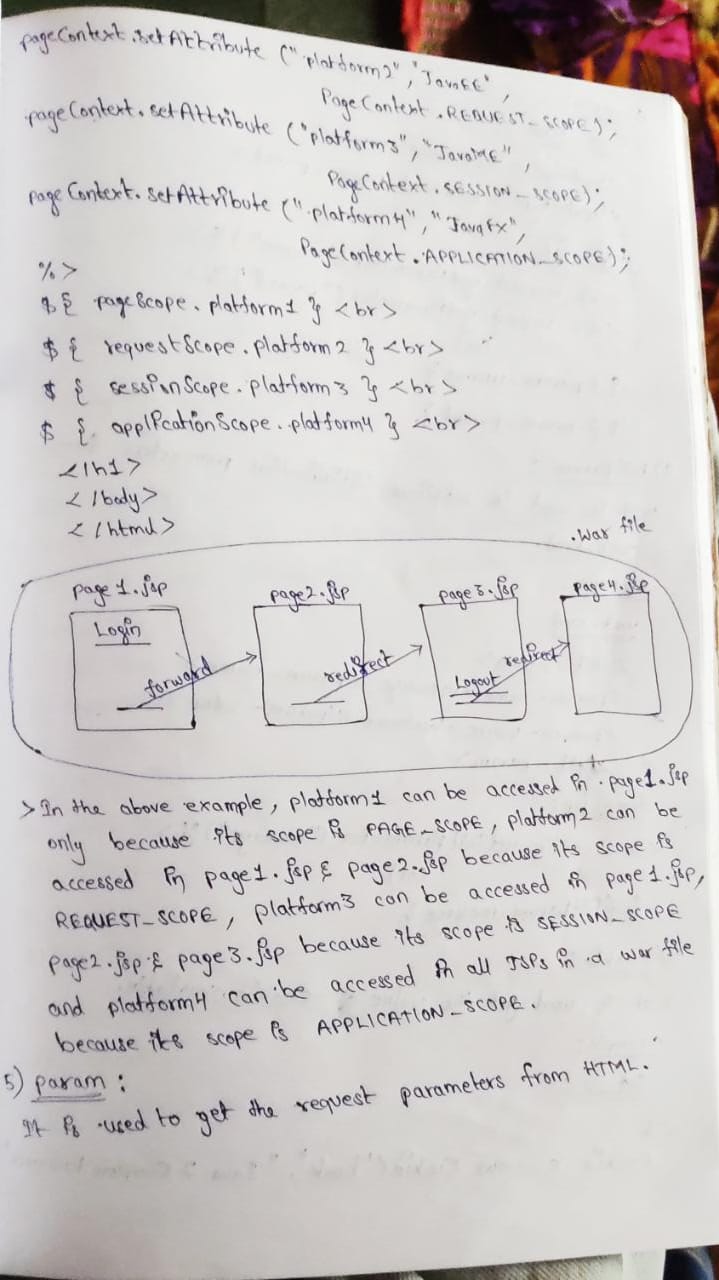 pageContext.setAttribute ("platform2", "JavaEE",
PageContext.REQUEST_SCOPE);
pageContext.setAttribute ("platform3", "JavaME",
PageContext.SESSION_SCOPE);
pageContext.setAttribute ("platform4", "Javafx",
PageContext.APPLICATION_SCOPE);
%>
${ pageScope.platform1 } <br>
${ requestScope.platform2 } <br>
${ sessionScope.platform3 } <br>
${ applicationScope.platform4 } <br>
</h1>
</body>
</html>
.war file
page1.jsp page2.jsp page3.jsp page4.jsp
Login
forward redirect redirect
Logout
> In the above example, platform1 can be accessed in page1.jsp
only because its scope is PAGE_SCOPE, platform2 can be
accessed in page1.jsp & page2.jsp because its scope is
REQUEST_SCOPE, platform3 can be accessed in page1.jsp,
page2.jsp & page3.jsp because its scope is SESSION_SCOPE
and platform4 can be accessed in all JSPs in a war file
because its scope is APPLICATION_SCOPE.
5) param :
It is used to get the request parameters from HTML.